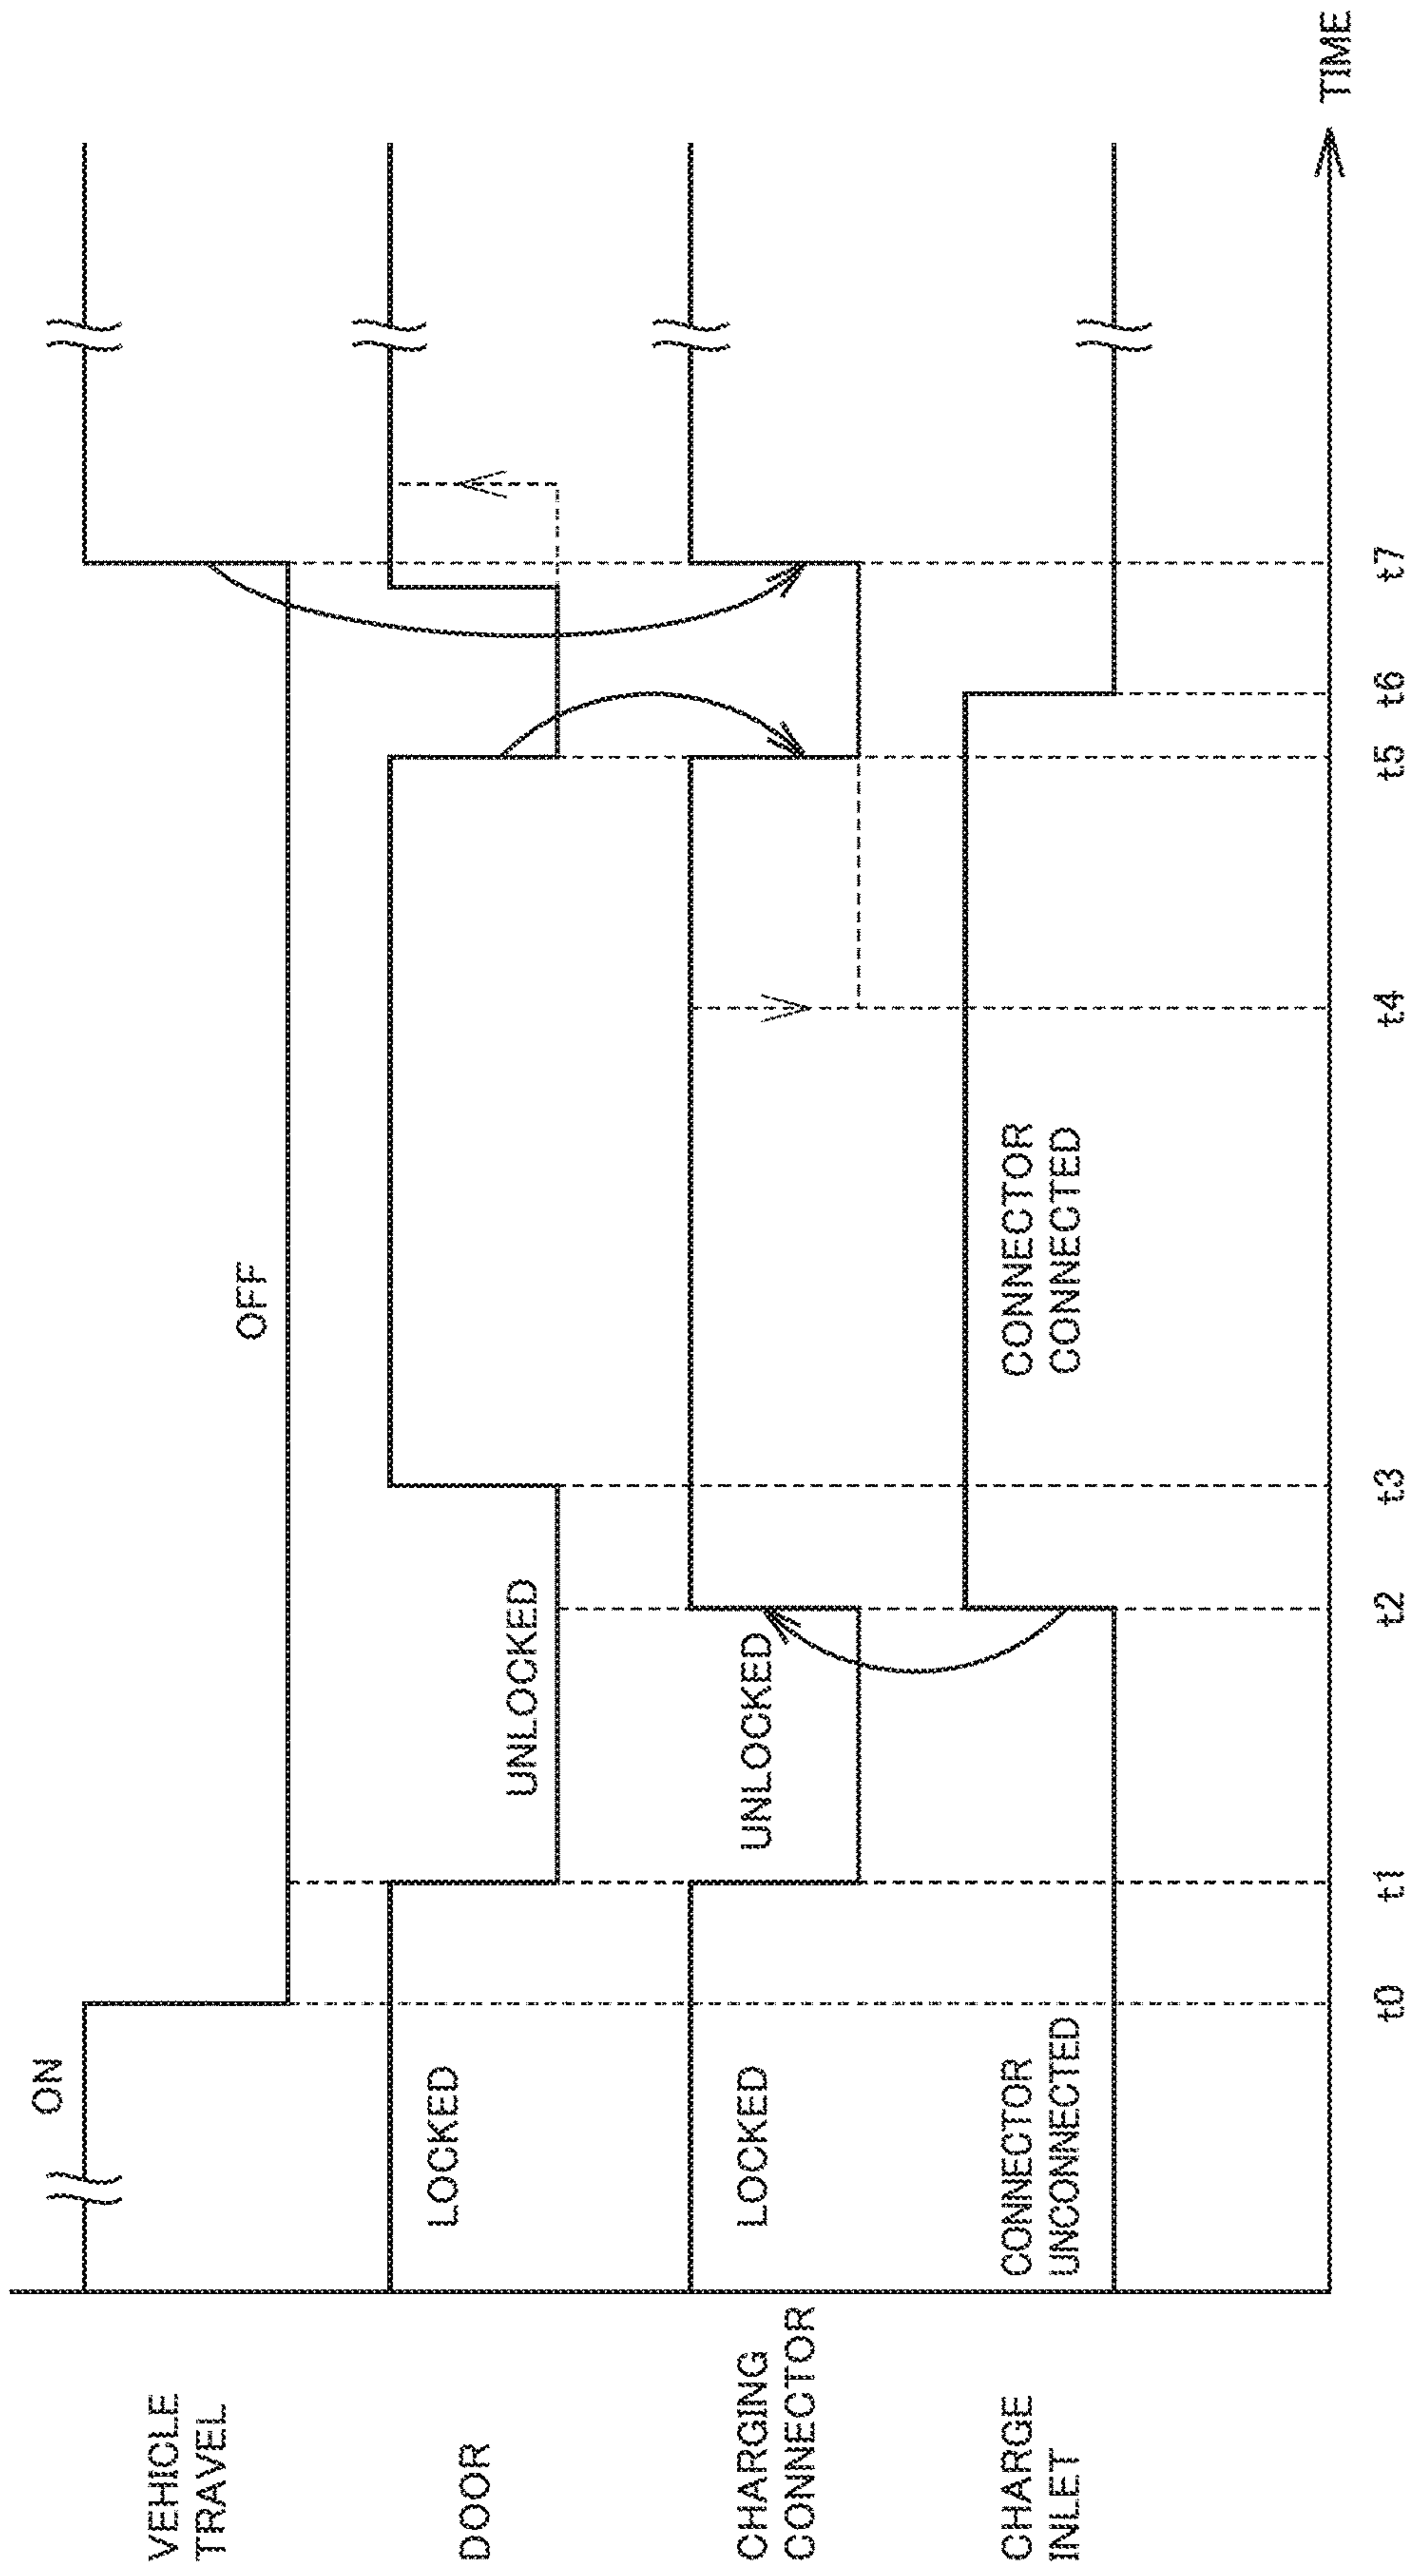 VEHICLE
TRAVEL
ON
OFF
DOOR
LOCKED
UNLOCKED
CHARGING
CONNECTOR
LOCKED
UNLOCKED
CHARGE
INLET
CONNECTOR
UNCONNECTED
CONNECTOR
CONNECTED
t0 t1 t2 t3 t4 t5 t6 t7
TIME